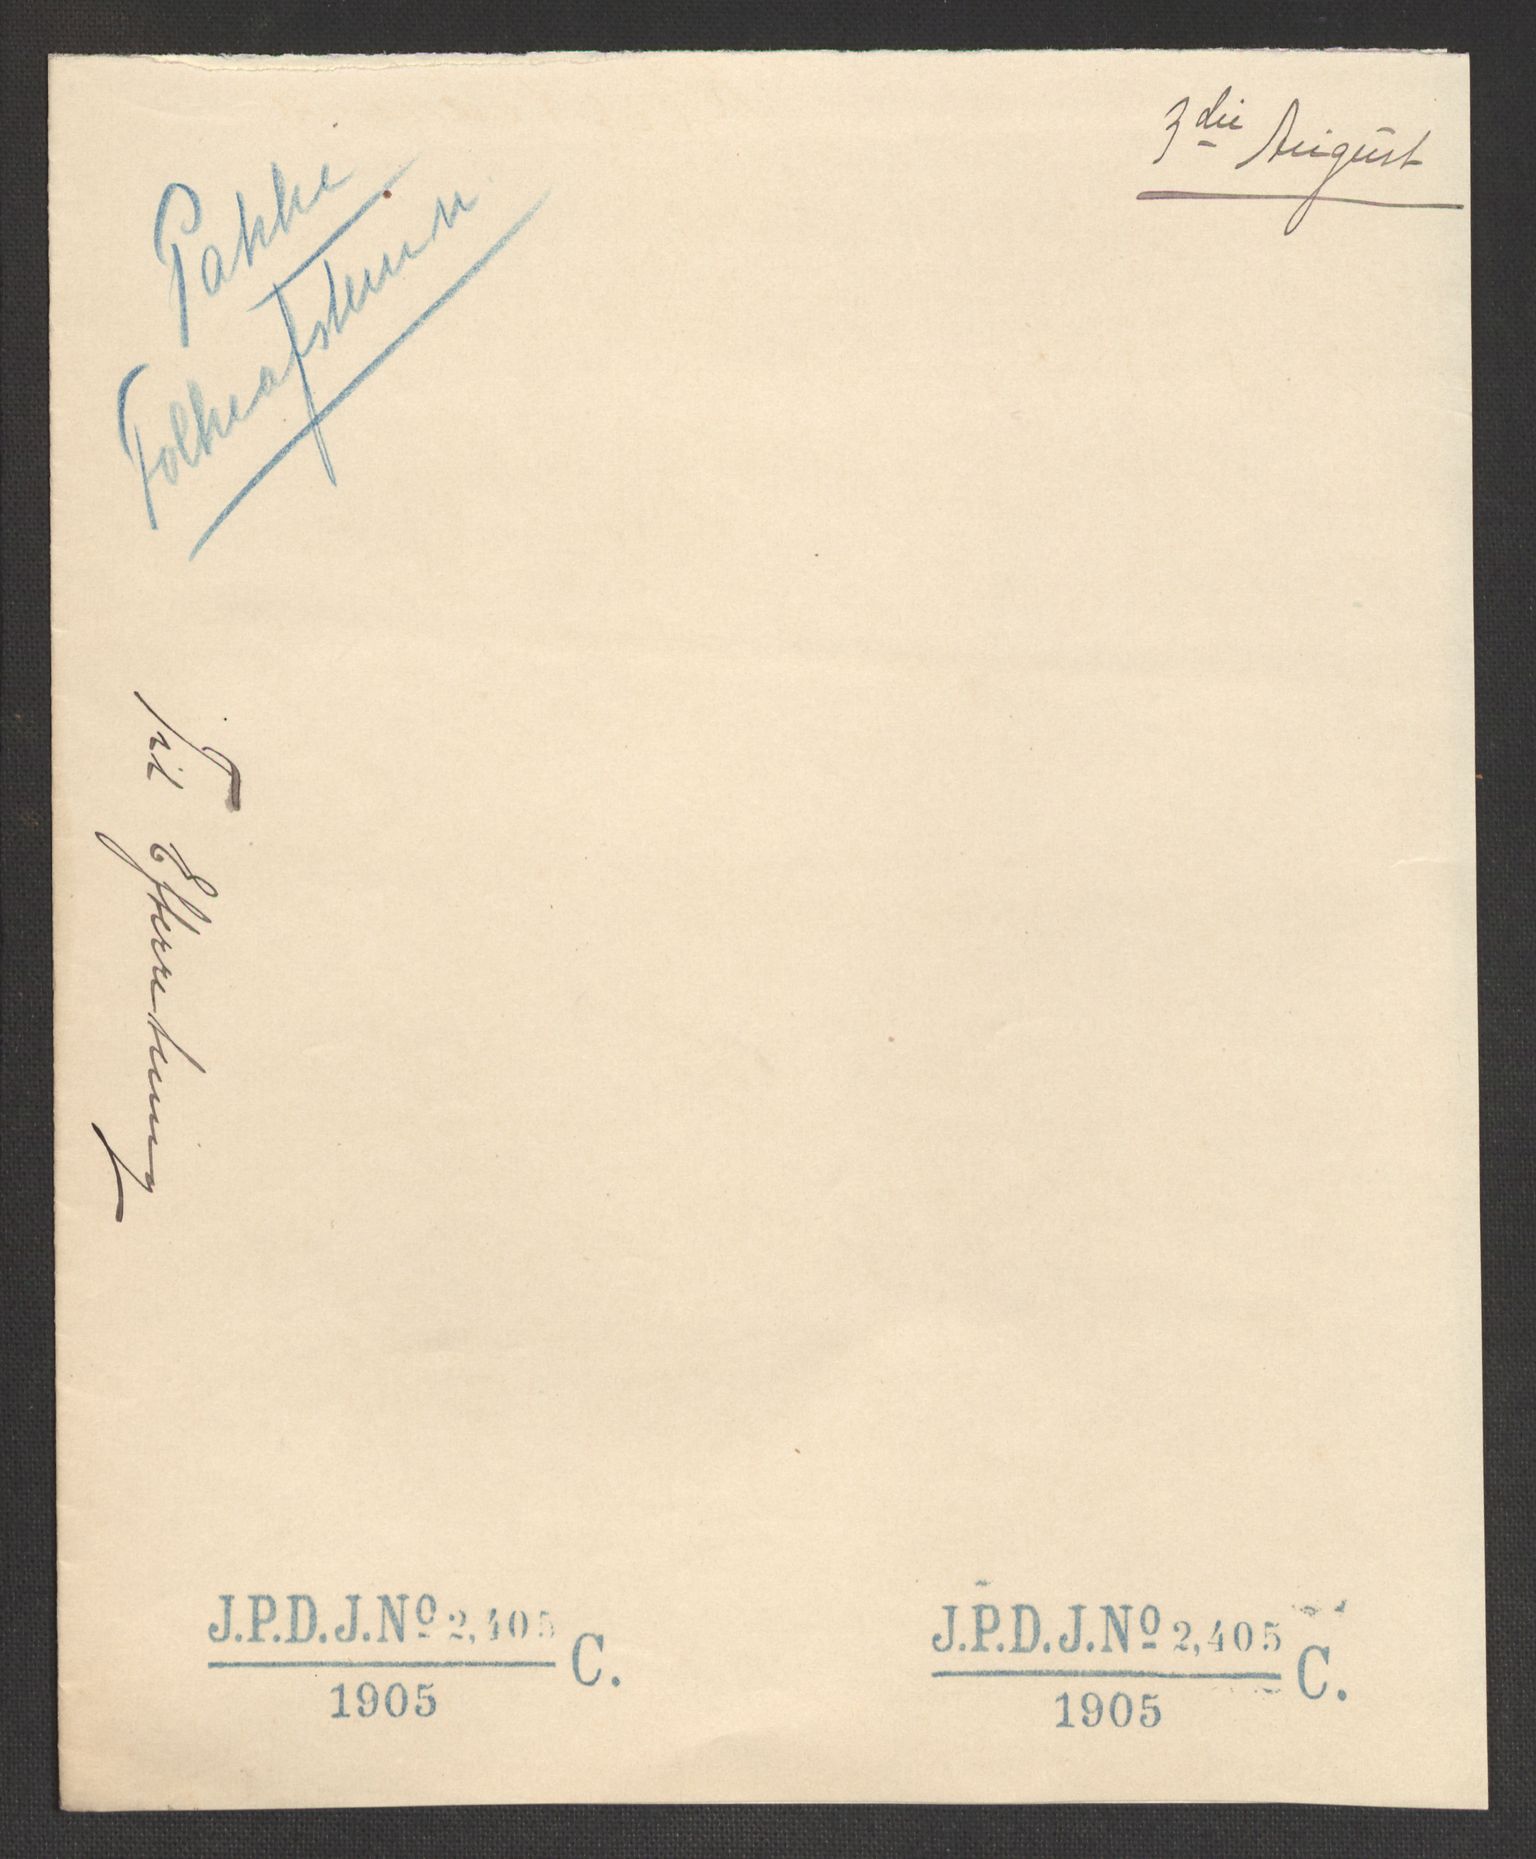 3die August
Pakke
Folkeafstemn
Til Efterretning
J.P.D.J.Nº 2,405 C.
1905
J.P.D.J.Nº 2,405 C.
1905